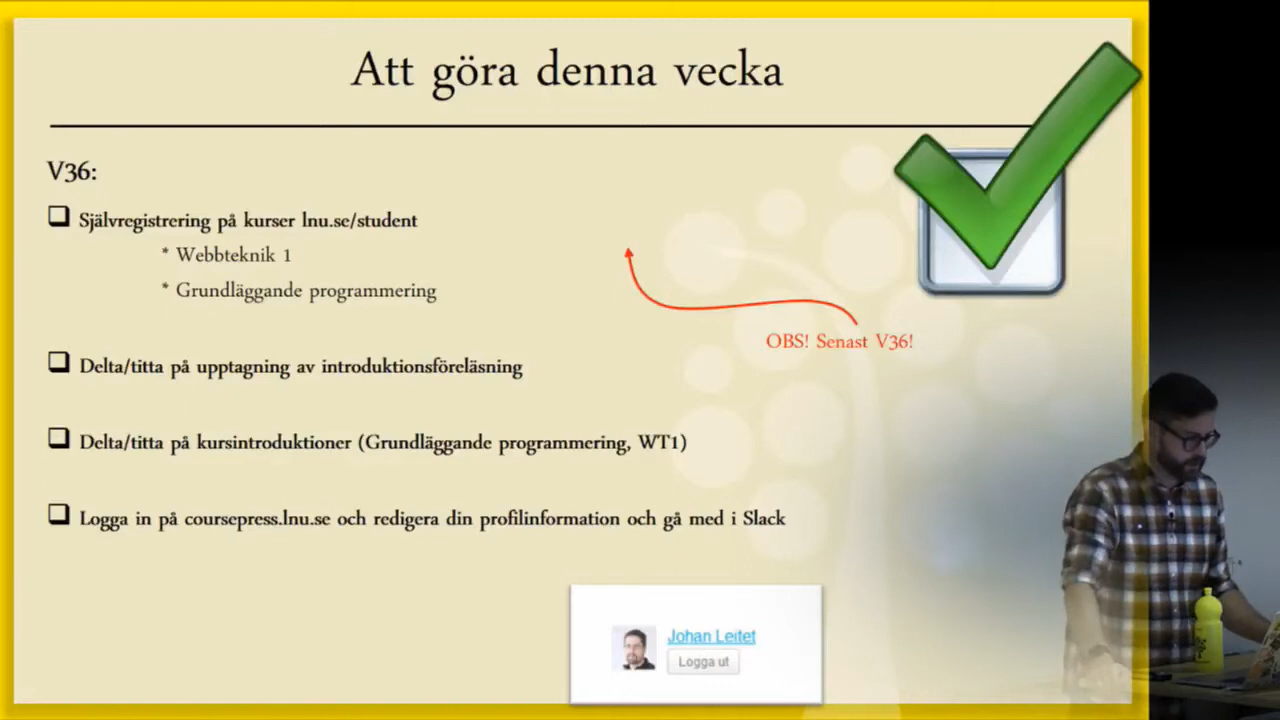 Att göra denna vecka
V36:
Självregistrering på kurser lnu.se/student
* Webbteknik 1
* Grundläggande programmering
OBS! Senast V36!
Delta/titta på upptagning av introduktionsföreläsning
Delta/titta på kursintroduktioner (Grundläggande programmering, WT1)
Logga in på coursepress.lnu.se och redigera din profilinformation och gå med i Slack
Johan Leitet
Logga ut